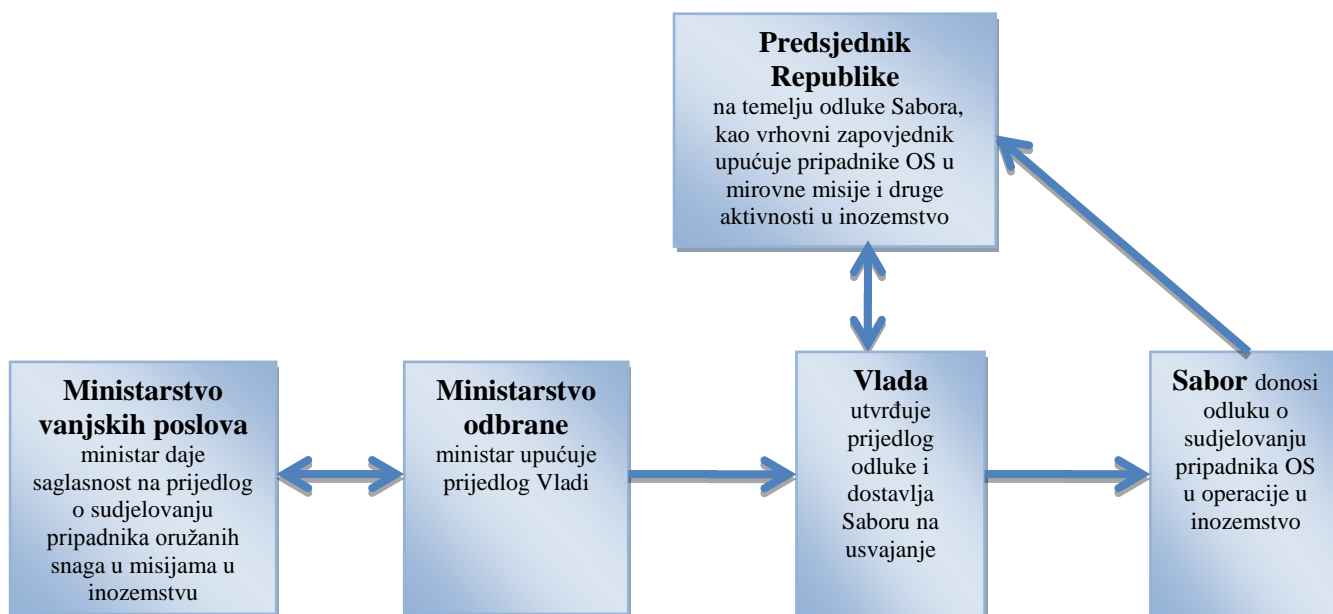 Predsjednik
Republike
na temelju odluke Sabora,
kao vrhovni zapovjednik
upućuje pripadnike OS u
mirovne misije i druge
aktivnosti u inozemstvo
Ministarstvo
vanjskih poslova
ministar daje
saglasnost na prijedlog
o sudjelovanju
pripadnika oružanih
snaga u misijama u
inozemstvu
Ministarstvo
odbrane
ministar upućuje
prijedlog Vladi
Vlada
utvrđuje
prijedlog
odluke i
dostavlja
Saboru na
usvajanje
Sabor donosi
odluku o
sudjelovanju
pripadnika OS
u operacije u
inozemstvo